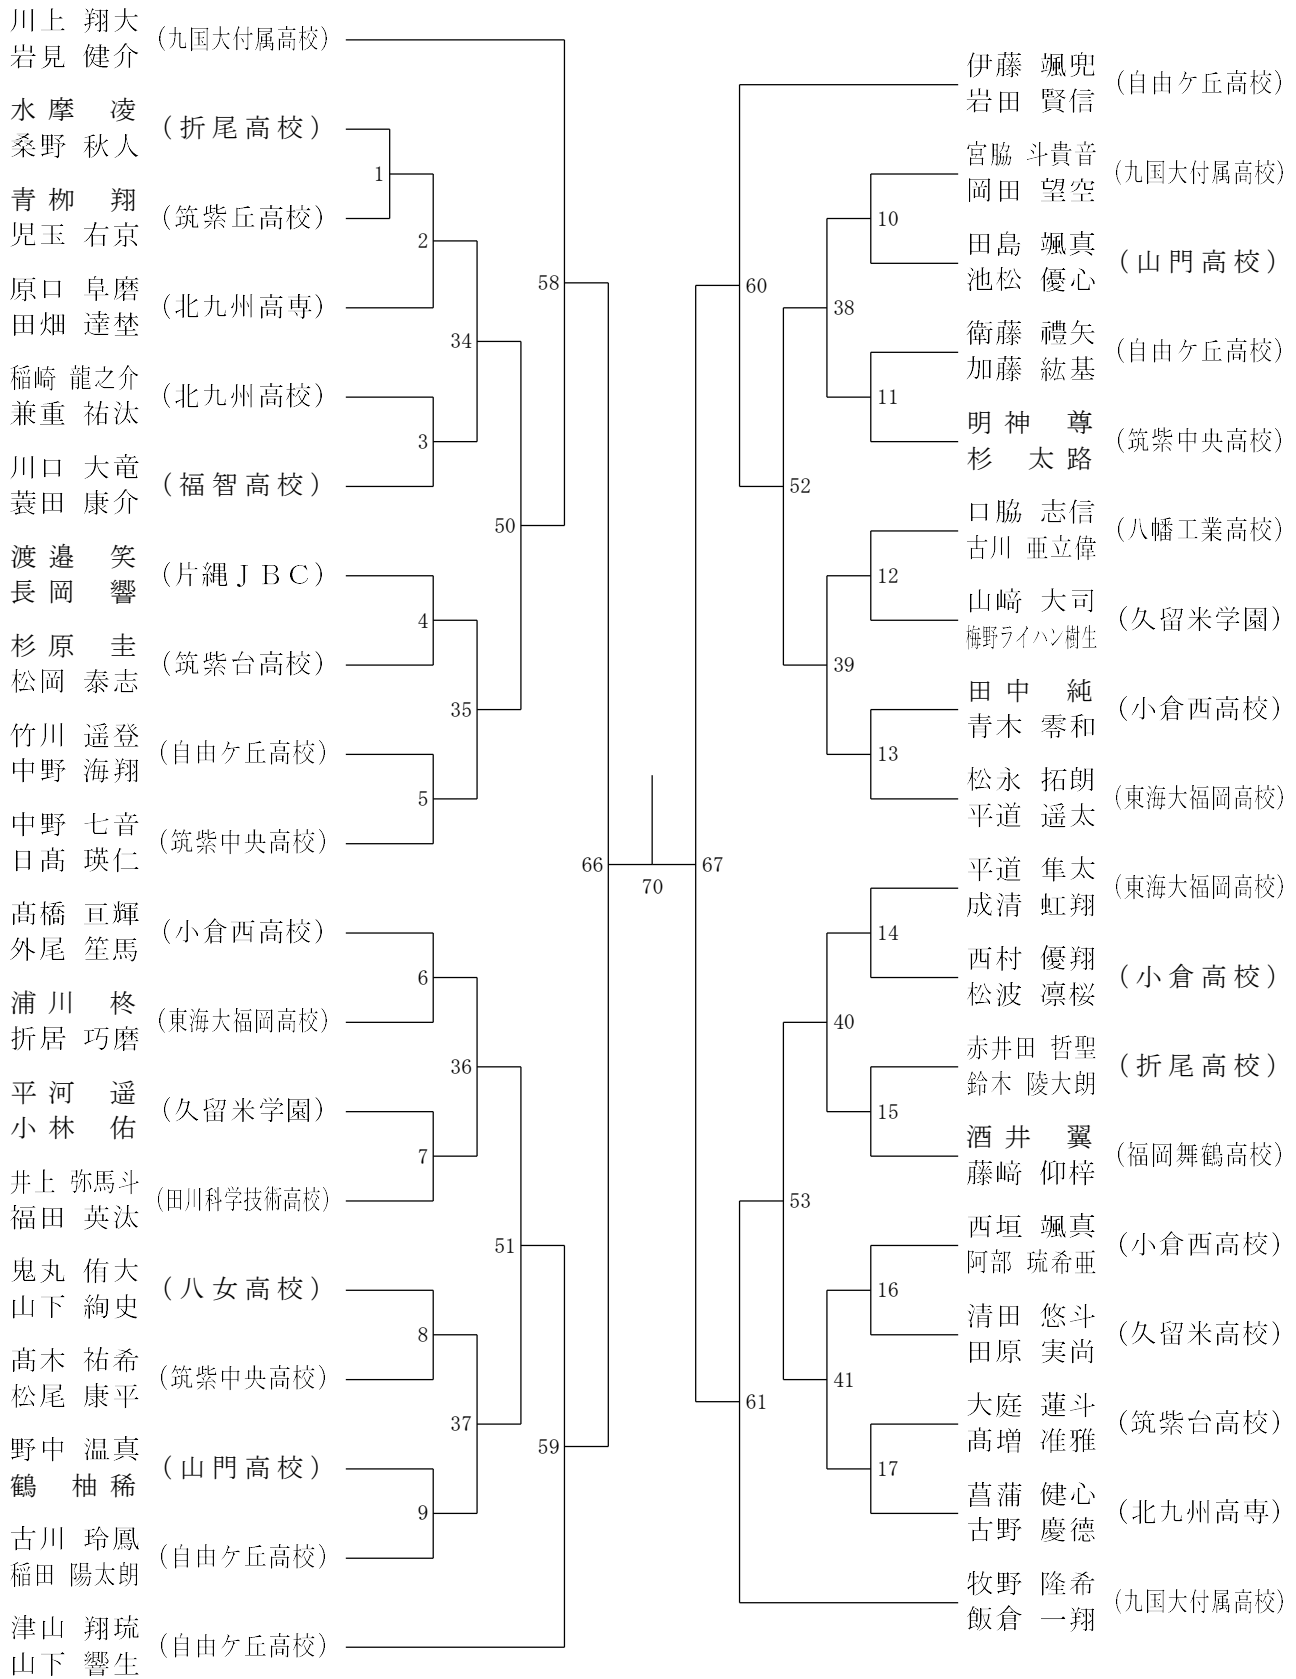 川上 翔大
岩見 健介
(九国大付属高校)
水摩 凌
桑野 秋人
(折尾高校)
1
青栁 翔
児玉 右京
(筑紫丘高校)
2
原口 阜磨
田畑 達埜
(北九州高専)
34
稲崎 龍之介
兼重 祐汰
(北九州高校)
3
川口 大竜
蓑田 康介
(福智高校)
50
58
渡邉 笑
長岡 響
(片縄JBC)
4
杉原 圭
松岡 泰志
(筑紫台高校)
35
竹川 遥登
中野 海翔
(自由ケ丘高校)
5
中野 七音
日髙 瑛仁
(筑紫中央高校)
66
70
67
髙橋 亘輝
外尾 笙馬
(小倉西高校)
6
浦川 柊
折居 巧磨
(東海大福岡高校)
36
平河 遥
小林 佑
(久留米学園)
7
井上 弥馬斗
福田 英汰
(田川科学技術高校)
51
鬼丸 侑大
山下 絢史
(八女高校)
8
髙木 祐希
松尾 康平
(筑紫中央高校)
37
59
野中 温真
鶴 柚稀
(山門高校)
9
古川 玲鳳
稲田 陽太朗
(自由ケ丘高校)
津山 翔琉
山下 響生
(自由ケ丘高校)
伊藤 颯兜
岩田 賢信
(自由ケ丘高校)
宮脇 斗貴音
岡田 望空
(九国大付属高校)
10
田島 颯真
池松 優心
(山門高校)
60
38
衛藤 禮矢
加藤 紘基
(自由ケ丘高校)
11
明神 尊
杉 太路
(筑紫中央高校)
52
口脇 志信
古川 亜立偉
(八幡工業高校)
12
山﨑 大司
梅野ライハン樹生
(久留米学園)
39
田中 純
青木 零和
(小倉西高校)
13
松永 拓朗
平道 遥太
(東海大福岡高校)
平道 隼太
成清 虹翔
(東海大福岡高校)
14
西村 優翔
松波 凛桜
(小倉高校)
40
赤井田 哲聖
鈴木 陵大朗
(折尾高校)
15
酒井 翼
藤﨑 仰梓
(福岡舞鶴高校)
53
西垣 颯真
阿部 琉希亜
(小倉西高校)
16
清田 悠斗
田原 実尚
(久留米高校)
41
61
大庭 蓮斗
髙増 准雅
(筑紫台高校)
17
菖蒲 健心
古野 慶徳
(北九州高専)
牧野 隆希
飯倉 一翔
(九国大付属高校)